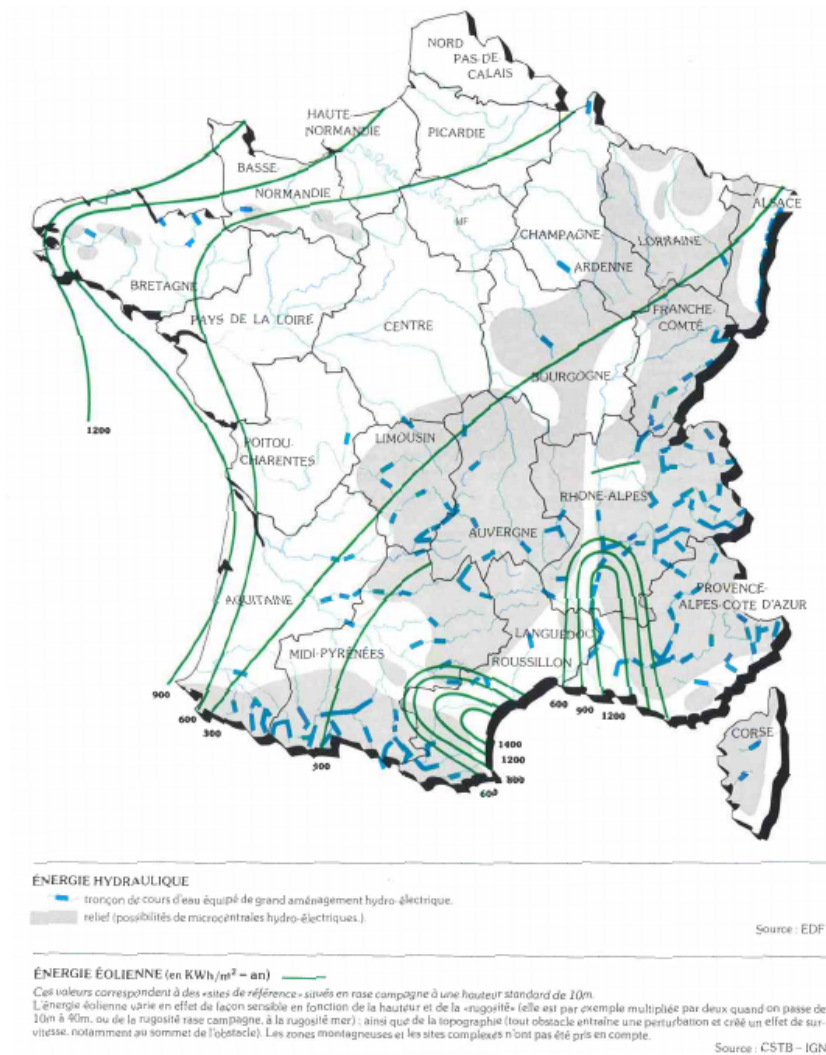 NORD
PAS-DE-
CALAIS
HAUTE
NORMANDIE
PICARDIE
BASSE-
NORMANDIE
ALSACE
CHAMPAGNE
LORRAINE
ARDENNE
BRETAGNE
FRANCHE-
COMTÉ
PAYS DE LA LOIRE
CENTRE
BOURGOGNE
1200
POITOU-
CHARENTES
LIMOUSIN
RHONE-ALPES
AUVERGNE
PROVENCE-
ALPES-COTE D'AZUR
AQUITAINE
LANGUEDOC
MIDI-PYRÉNÉES
ROUSSILLON
900
600
300
600
900
1200
CORSE
1400
1200
600
ÉNERGIE HYDRAULIQUE
tronçon de cours d'eau équipé de grand aménagement hydro-électrique.
relief (possibilités de microcentrales hydro-électriques.).
Source : EDF
ÉNERGIE ÉOLIENNE (en KWh/m² – an)
Ces valeurs correspondent à des «sites de référence» situés en rase campagne à une hauteur standard de 10m.
L'énergie éolienne varie en effet de façon sensible en fonction de la hauteur et de la «rugosité» (elle est par exemple multipliée par deux quand on passe de
10m à 40m, ou de la rugosité rase campagne, à la rugosité mer) ; ainsi que de la topographie (tout obstacle entraîne une perturbation et créé un effet de sur-
vitesse, notamment au sommet de l'obstacle). Les zones montagneuses et les sites complexes n'ont pas été pris en compte.
Source : CSTB – IGN